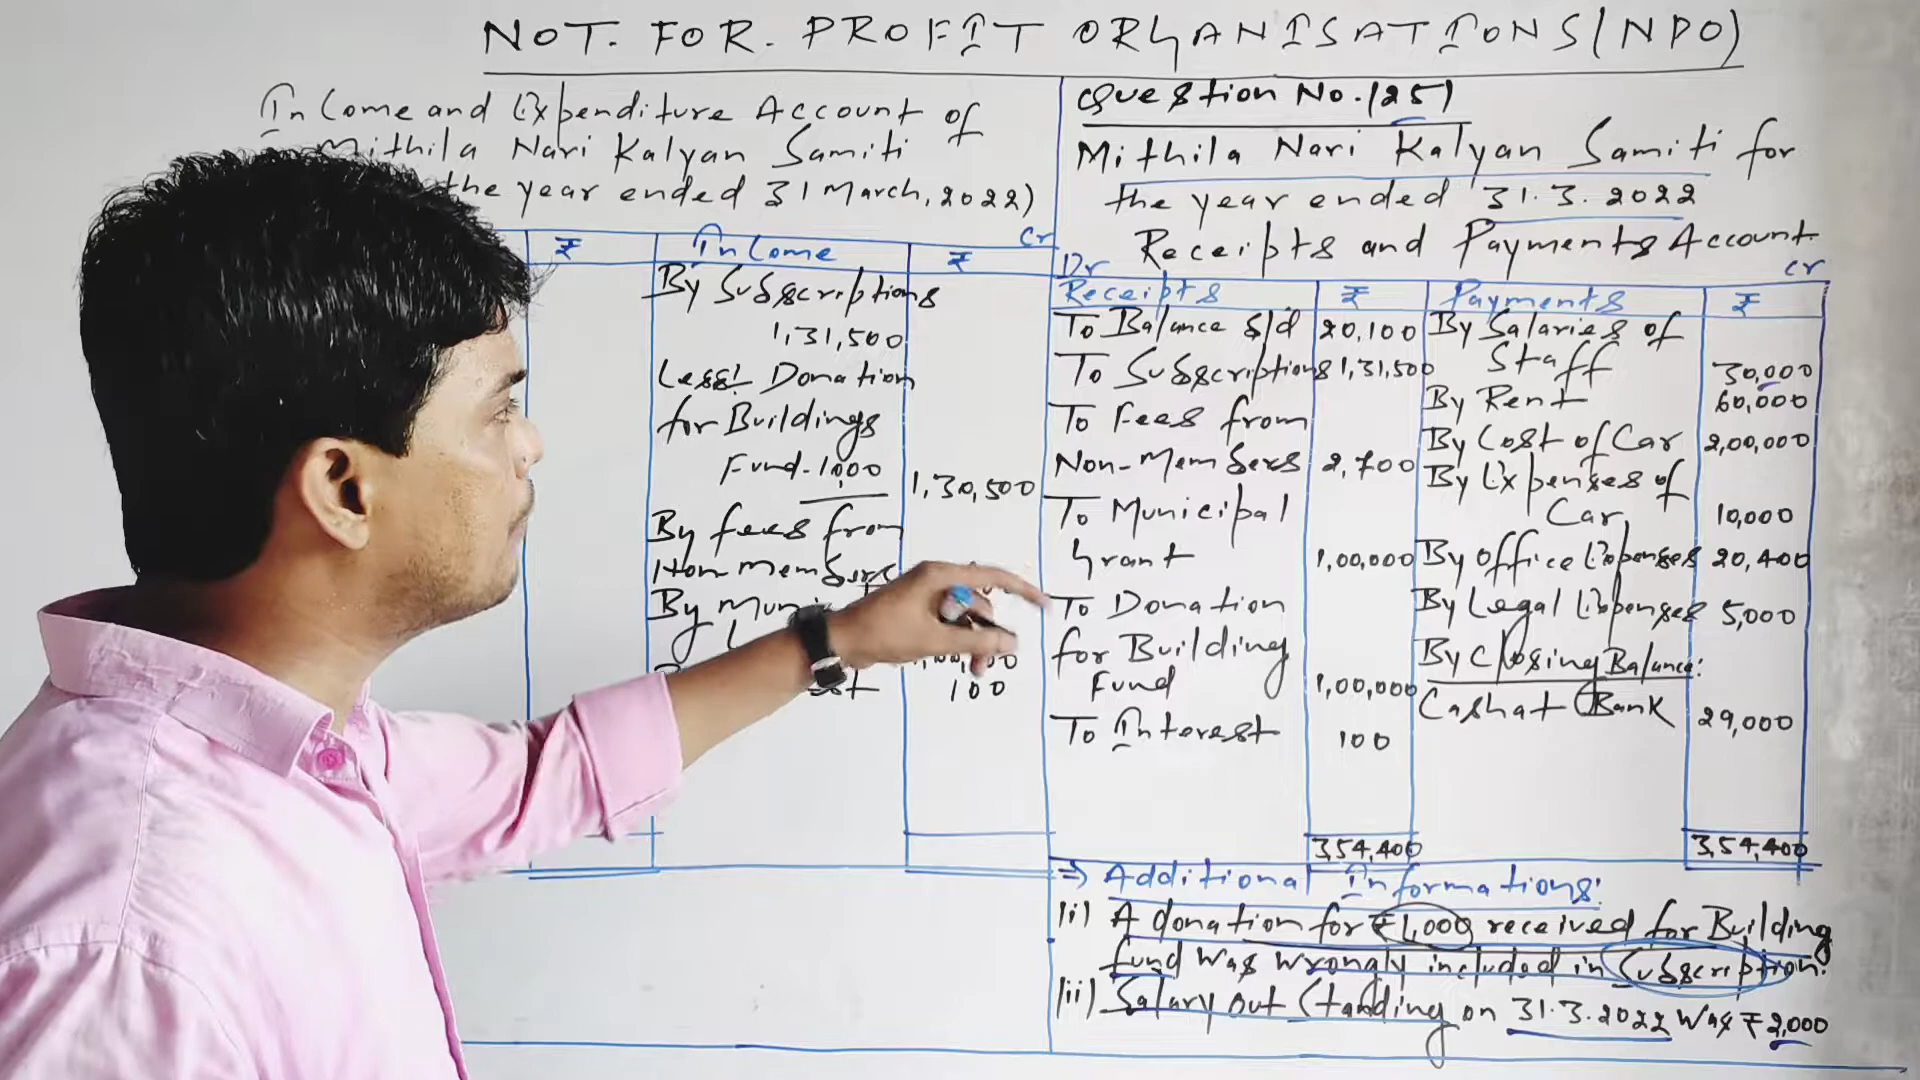 NOT. FOR. PROFIT ORGANISATIONS (NPO)
Income and Expenditure Account of
Mithila Nari Kalyan Samiti
the year ended 31 March, 2022)
cr
₹ Income ₹
By Subscriptions
1,31,500
Less: Donation
for Buildings
Fund - 1,000 1,30,500
By fees from
Non-members
By
100
Question No. (25)
Mithila Nari Kalyan Samiti for
the year ended 31.3.2022
Receipts and Payments Account
Dr cr
Receipts ₹ Payments ₹
To Balance b/d 20,100 By Salaries of
Staff 30,000
To Subscriptions 1,31,500 By Rent 60,000
To Fees from By Cost of Car 2,00,000
Non-Members 2,700 By Expenses of
Car 10,000
To Municipal
Grant 1,00,000 By Office Expenses 20,400
To Donation By Legal Expenses 5,000
for Building By Closing Balance:
Fund 1,00,000 Cash at Bank 29,000
To Interest 100
3,54,400 3,54,400
⇒ Additional Informations:
(i) A donation for ₹1,000 received for Building
fund was wrongly included in Subscription.
(ii) Salary outstanding on 31.3.2022 was ₹2,000